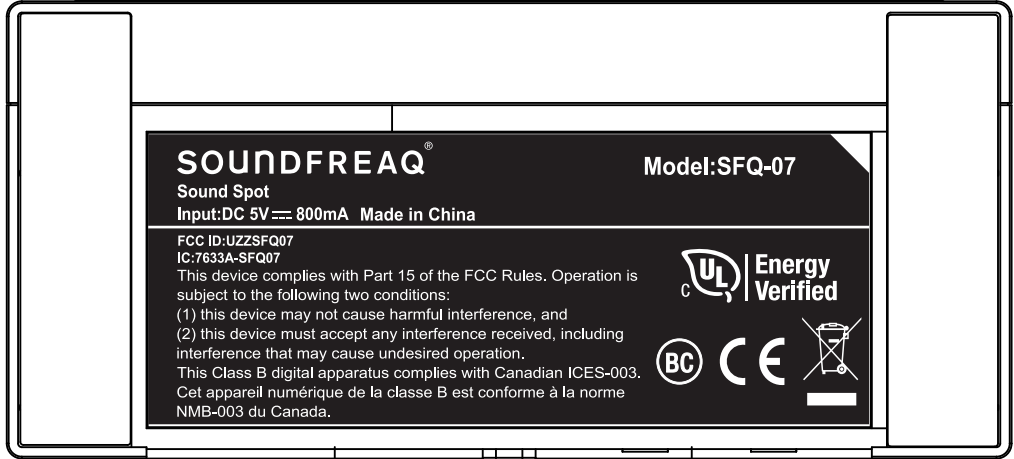 SOUNDFREAQ®
Model:SFQ-07
Sound Spot
Input:DC 5V⎓ 800mA Made in China
FCC ID:UZZSFQ07
IC:7633A-SFQ07
This device complies with Part 15 of the FCC Rules. Operation is
subject to the following two conditions:
(1) this device may not cause harmful interference, and
(2) this device must accept any interference received, including
interference that may cause undesired operation.
This Class B digital apparatus complies with Canadian ICES-003.
Cet appareil numérique de la classe B est conforme à la norme
NMB-003 du Canada.
C UL Energy
Verified
BC CE